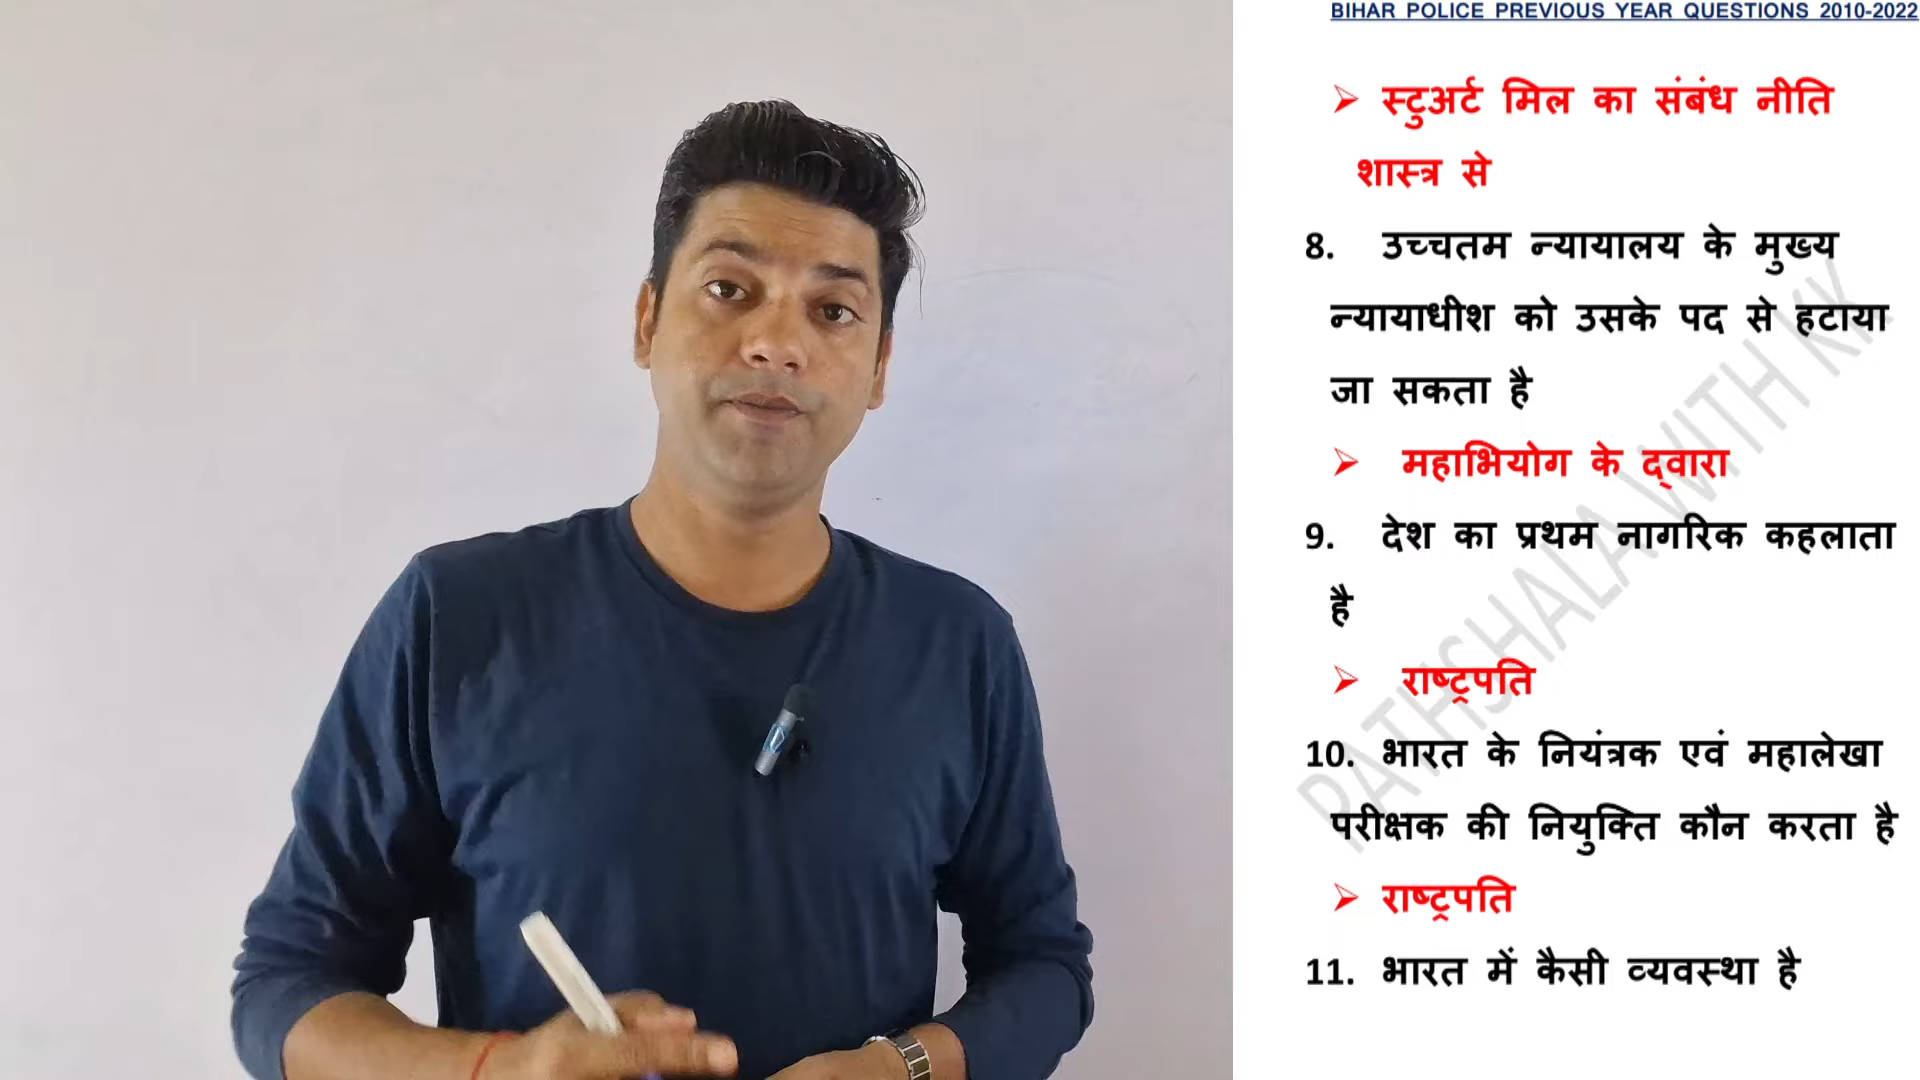 BIHAR POLICE PREVIOUS YEAR QUESTIONS 2010-2022
➢ स्टुअर्ट मिल का संबंध नीति
शास्त्र से
8. उच्चतम न्यायालय के मुख्य
न्यायाधीश को उसके पद से हटाया
जा सकता है
➢ महाभियोग के द्वारा
9. देश का प्रथम नागरिक कहलाता
है
➢ राष्ट्रपति
10. भारत के नियंत्रक एवं महालेखा
परीक्षक की नियुक्ति कौन करता है
➢ राष्ट्रपति
11. भारत में कैसी व्यवस्था है
PATHSHALA WITH KK